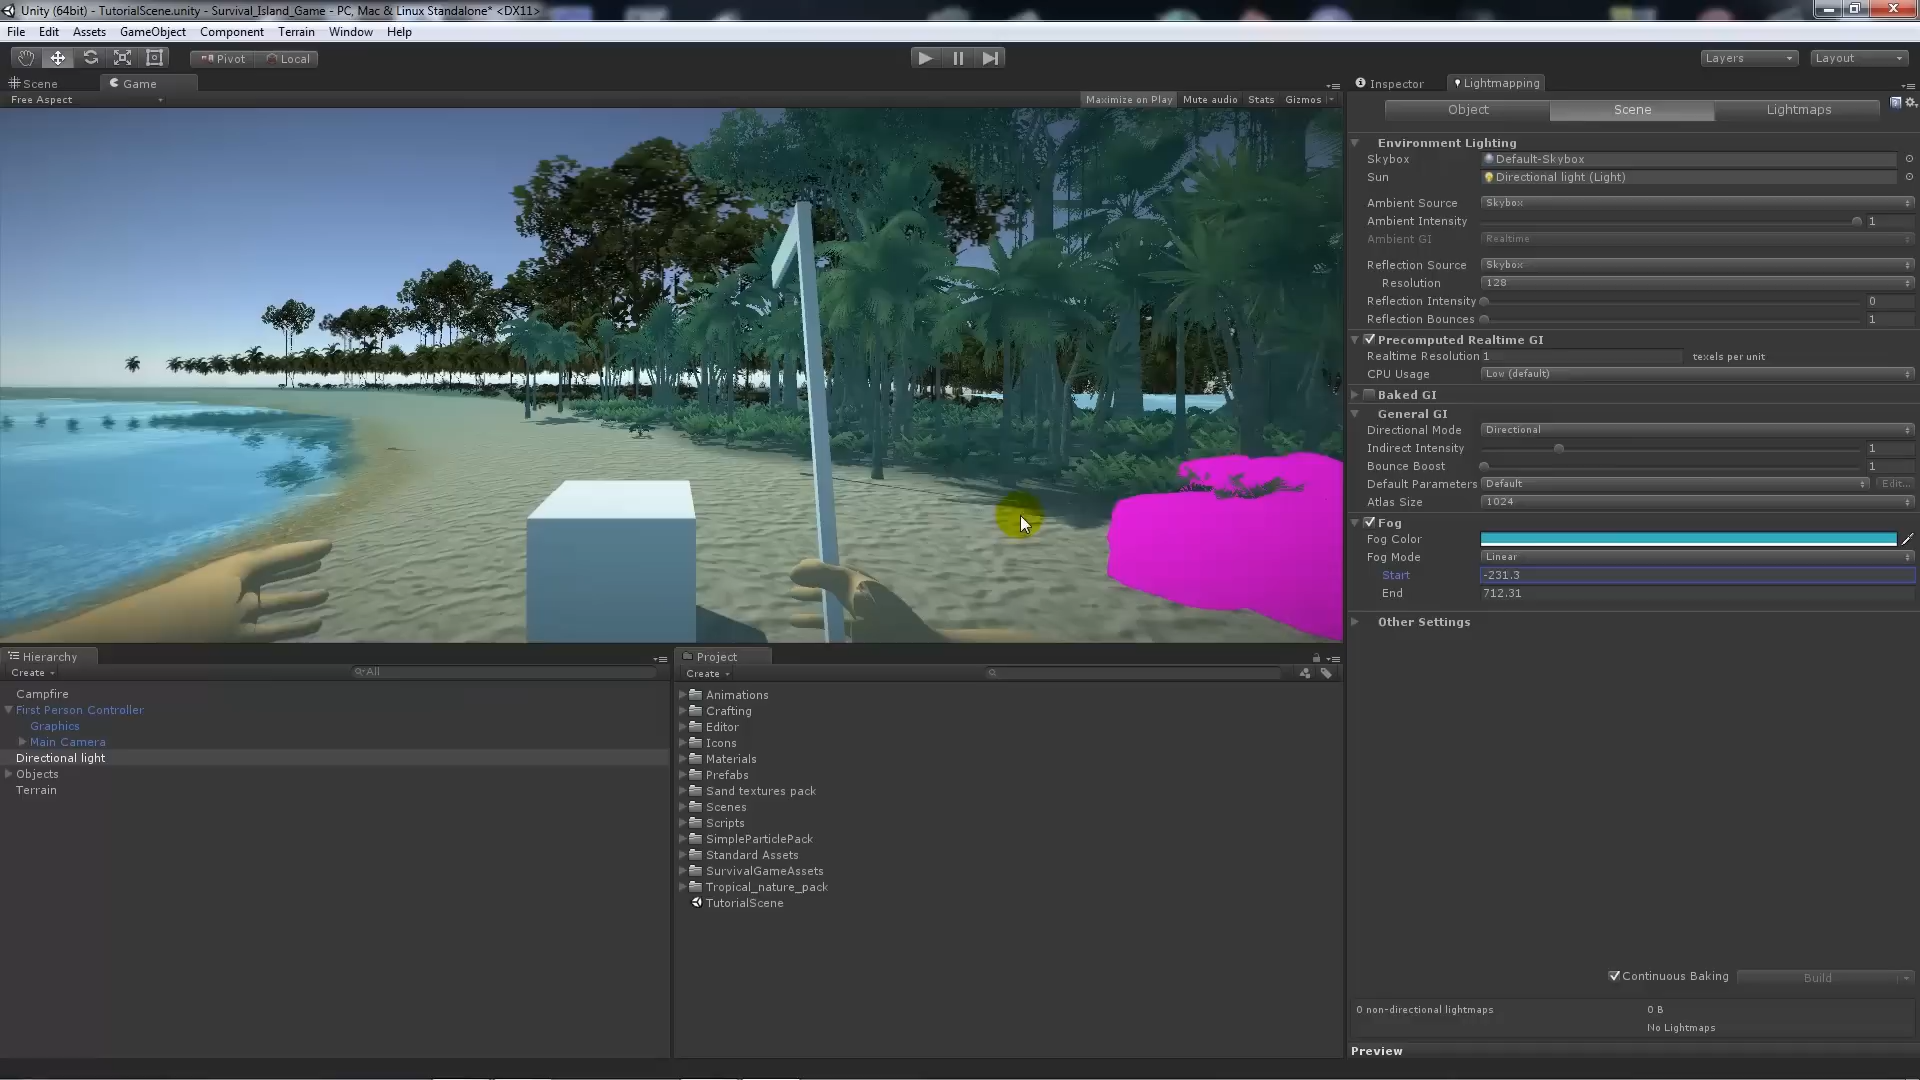 Unity (64bit) - TutorialScene.unity - Survival_Island_Game - PC, Mac & Linux Standalone* <DX11>
File Edit Assets GameObject Component Terrain Window Help
Pivot Local
Layers Layout
Scene Game
Free Aspect
Maximize on Play Mute audio Stats Gizmos
Inspector Lightmapping
Object Scene Lightmaps
Environment Lighting
Skybox Default-Skybox
Sun Directional light (Light)
Ambient Source Skybox
Ambient Intensity 1
Ambient GI Realtime
Reflection Source Skybox
Resolution 128
Reflection Intensity 0
Reflection Bounces 1
Precomputed Realtime GI
Realtime Resolution 1 texels per unit
CPU Usage Low (default)
Baked GI
General GI
Directional Mode Directional
Indirect Intensity 1
Bounce Boost 1
Default Parameters Default Edit...
Atlas Size 1024
Fog
Fog Color
Fog Mode Linear
Start -231.3
End 712.31
Other Settings
Continuous Baking Build
0 non-directional lightmaps 0 B
No Lightmaps
Preview
Hierarchy
Create All
Campfire
First Person Controller
Graphics
Main Camera
Directional light
Objects
Terrain
Project
Create
Animations
Crafting
Editor
Icons
Materials
Prefabs
Sand textures pack
Scenes
Scripts
SimpleParticlePack
Standard Assets
SurvivalGameAssets
Tropical_nature_pack
TutorialScene